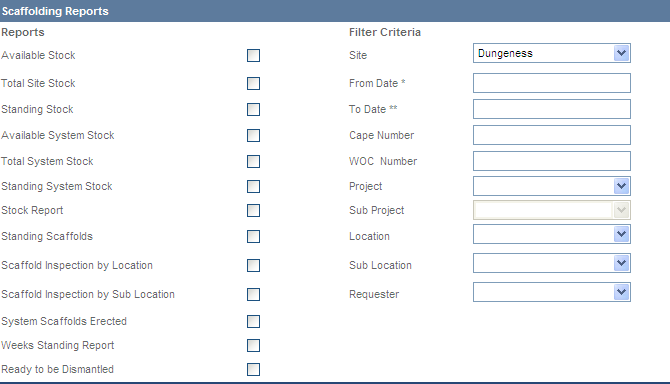 Scaffolding Reports
Reports Filter Criteria
Available Stock Site Dungeness
Total Site Stock From Date *
Standing Stock To Date **
Available System Stock Cape Number
Total System Stock WOC Number
Standing System Stock Project
Stock Report Sub Project
Standing Scaffolds Location
Scaffold Inspection by Location Sub Location
Scaffold Inspection by Sub Location Requester
System Scaffolds Erected
Weeks Standing Report
Ready to be Dismantled